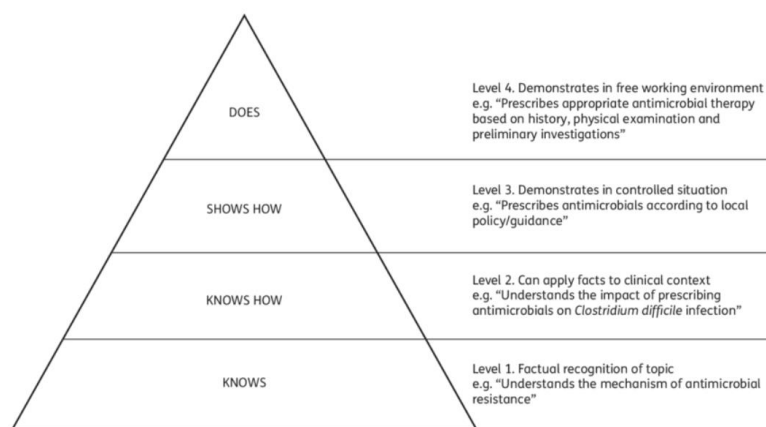 DOES
Level 4. Demonstrates in free working environment
e.g. “Prescribes appropriate antimicrobial therapy
based on history, physical examination and
preliminary investigations”
SHOWS HOW
Level 3. Demonstrates in controlled situation
e.g. “Prescribes antimicrobials according to local
policy/guidance”
KNOWS HOW
Level 2. Can apply facts to clinical context
e.g. “Understands the impact of prescribing
antimicrobials on Clostridium difficile infection”
KNOWS
Level 1. Factual recognition of topic
e.g. “Understands the mechanism of antimicrobial
resistance”